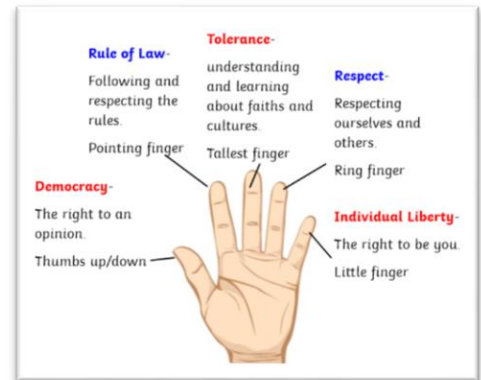 Tolerance-
understanding
and learning
about faiths and
cultures.
Tallest finger
Rule of Law-
Following and
respecting the
rules.
Pointing finger
Respect-
Respecting
ourselves and
others.
Ring finger
Democracy-
The right to an
opinion.
Thumbs up/down
Individual Liberty-
The right to be you.
Little finger